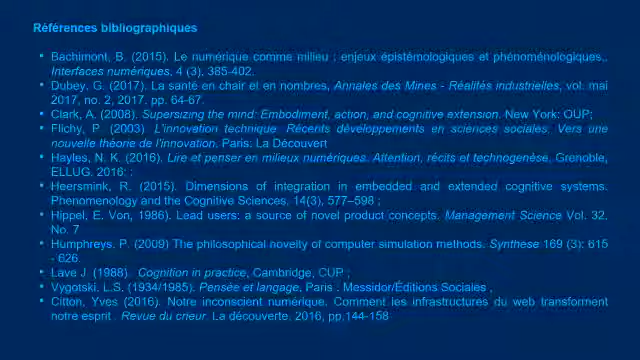 Références bibliographiques
• Bachimont, B. (2015). Le numérique comme milieu : enjeux épistémologiques et phénoménologiques,,
Interfaces numériques, 4 (3), 385-402.
• Dubey, G. (2017). La santé en chair et en nombres, Annales des Mines - Réalités industrielles, vol. mai
2017, no. 2, 2017, pp. 64-67.
• Clark, A. (2008). Supersizing the mind: Embodiment, action, and cognitive extension. New York: OUP;
• Flichy, P. (2003). L'innovation technique. Récents développements en sciences sociales. Vers une
nouvelle théorie de l'innovation. Paris: La Découvert
• Hayles, N. K. (2016). Lire et penser en milieux numériques. Attention, récits et technogenèse. Grenoble,
ELLUG. 2016: :
• Heersmink, R. (2015). Dimensions of integration in embedded and extended cognitive systems.
Phenomenology and the Cognitive Sciences, 14(3), 577–598 ;
• Hippel, E. Von, 1986). Lead users: a source of novel product concepts. Management Science Vol. 32,
No. 7
• Humphreys. P. (2009) The philosophical novelty of computer simulation methods. Synthese 169 (3): 615
- 626.
• Lave J. (1988). Cognition in practice, Cambridge, CUP ;
• Vygotski. L.S. (1934/1985). Pensée et langage, Paris : Messidor/Éditions Sociales ,
• Citton, Yves (2016). Notre inconscient numérique. Comment les infrastructures du web transforment
notre esprit . Revue du crieur. La découverte. 2016, pp.144-158